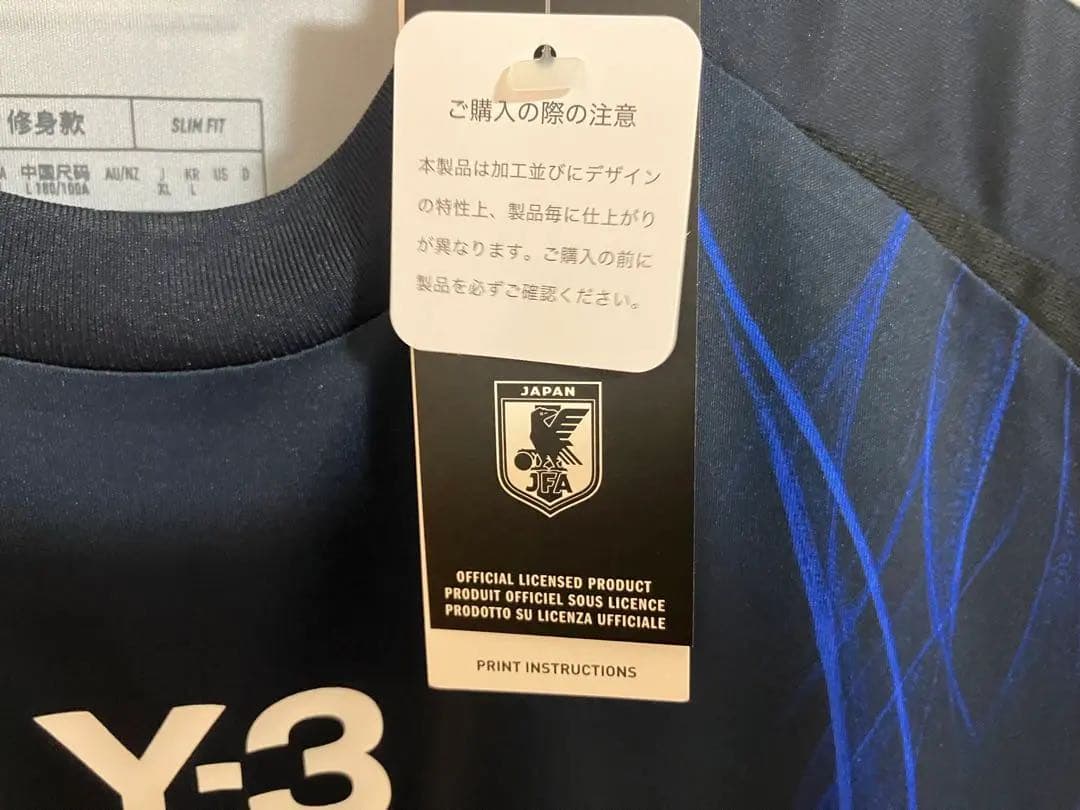 修身款 SLIM FIT
A 中国尺码 AU/NZ J KR US D
L 180/100A XL L
ご購入の際の注意
本製品は加工並びにデザイン
の特性上、製品毎に仕上がり
が異なります。ご購入の前に
製品を必ずご確認ください。
JAPAN
JFA
OFFICIAL LICENSED PRODUCT
PRODUIT OFFICIEL SOUS LICENCE
PRODOTTO SU LICENZA UFFICIALE
PRINT INSTRUCTIONS
Y-3